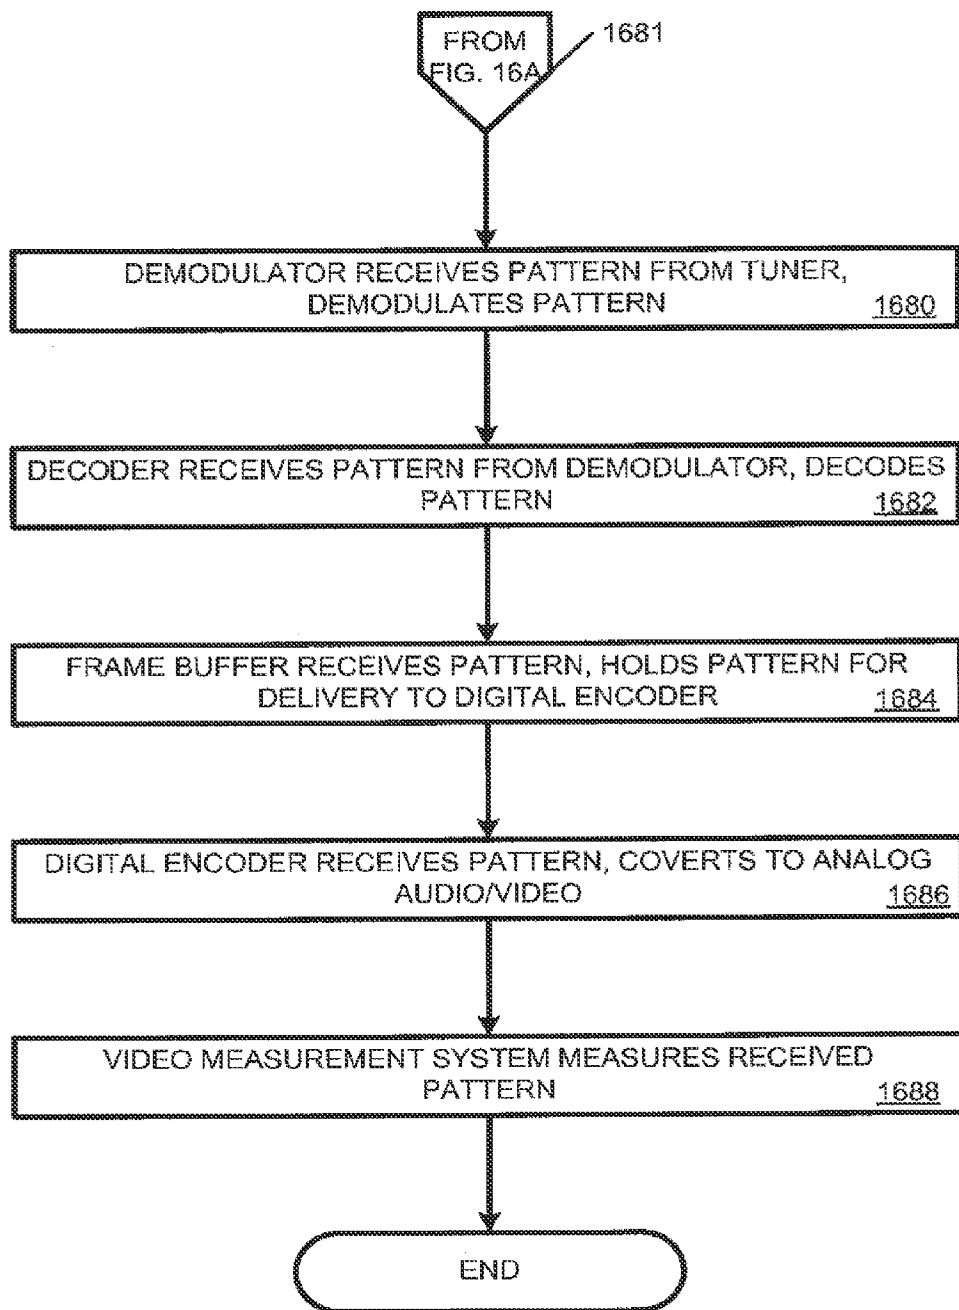 FROM
FIG. 16A
1681
DEMODULATOR RECEIVES PATTERN FROM TUNER,
DEMODULATES PATTERN
1680
DECODER RECEIVES PATTERN FROM DEMODULATOR, DECODES
PATTERN
1682
FRAME BUFFER RECEIVES PATTERN, HOLDS PATTERN FOR
DELIVERY TO DIGITAL ENCODER
1684
DIGITAL ENCODER RECEIVES PATTERN, COVERTS TO ANALOG
AUDIO/VIDEO
1686
VIDEO MEASUREMENT SYSTEM MEASURES RECEIVED
PATTERN
1688
END